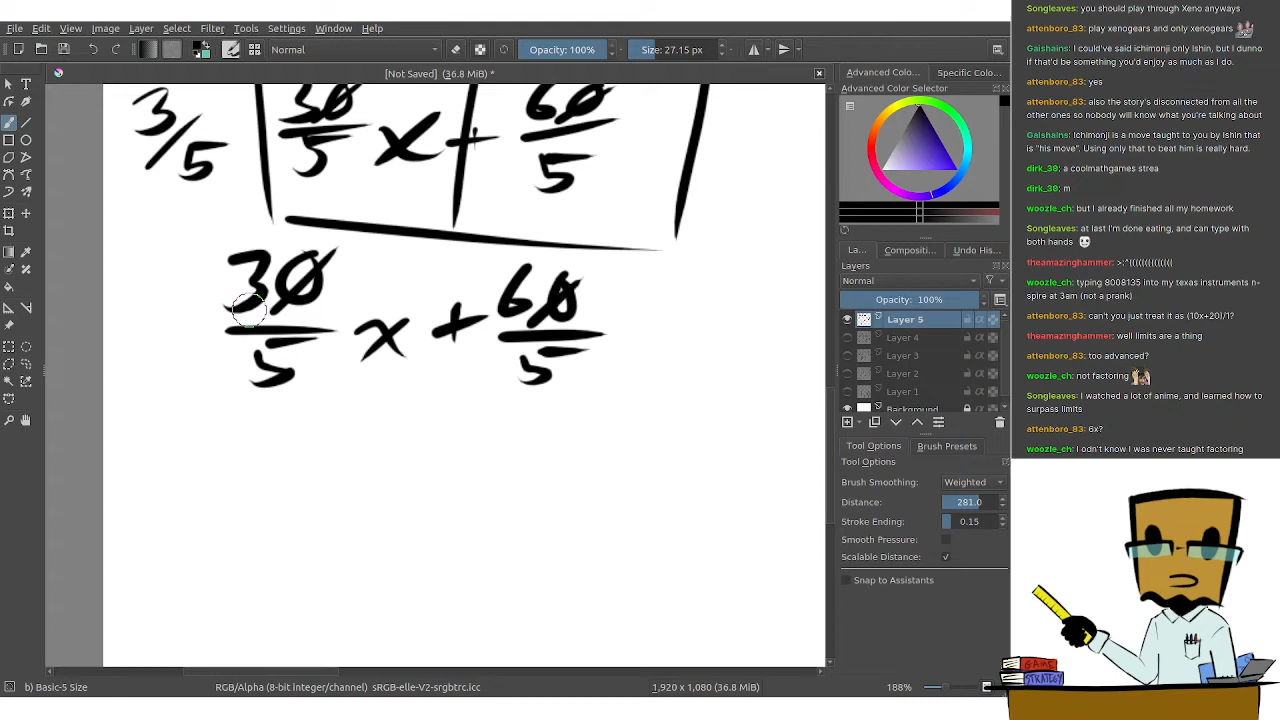 File Edit View Image Layer Select Filter Tools Settings Window Help
Normal
Opacity: 100%
Size: 27.15 px
[Not Saved] (36.8 MiB) *
Advanced Colo... Specific Color...
Advanced Color Selector
3/5 30/5 x + 60/5
30/5 x + 60/5
La... Compositi... Undo His...
Layers
Normal
Opacity: 100%
Layer 5
Layer 4
Layer 3
Layer 2
Layer 1
Background
Tool Options Brush Presets
Tool Options
Brush Smoothing: Weighted
Distance: 281.0
Stroke Ending: 0.15
Smooth Pressure:
Scalable Distance: ✓
Snap to Assistants
b) Basic-5 Size
RGB/Alpha (8-bit integer/channel) sRGB-elle-V2-srgbtrc.icc
1,920 x 1,080 (36.8 MiB)
188%
Songleaves: you should play through Xeno anyways
attenboro_83: play xenogears and only xenogears
Gaishains: I could've said ichimonji only Ishin, but I dunno
if that'd be something you'd enjoy as much as I do.
attenboro_83: yes
attenboro_83: also the story's disconnected from all the
other ones so nobody will know what you're talking about
Gaishains: Ichimonji is a move taught to you by Ishin that
is "his move". Using only that to beat him is really hard.
dirk_38: a coolmathgames strea
dirk_38: m
woozle_ch: but I already finished all my homework
Songleaves: at last I'm done eating, and can type with
both hands
theamazinghammer: >:^((((((((((((((
woozle_ch: typing 8008135 into my texas instruments n-
spire at 3am (not a prank)
attenboro_83: can't you just treat it as (10x+20)/1?
theamazinghammer: well limits are a thing
attenboro_83: too advanced?
woozle_ch: not factoring
Songleaves: I watched a lot of anime, and learned how to
surpass limits
attenboro_83: 6x?
woozle_ch: I odn't know I was never taught factoring
GAME
STRATEGY